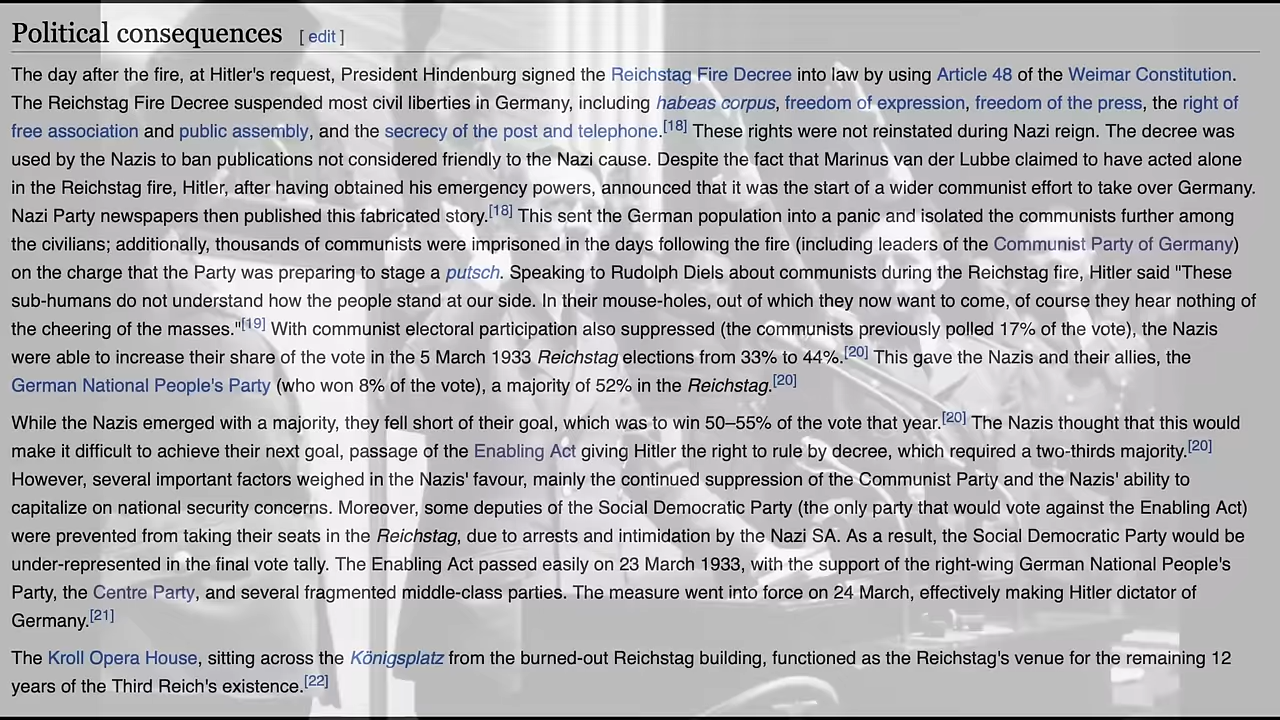 Political consequences [ edit ]
The day after the fire, at Hitler's request, President Hindenburg signed the Reichstag Fire Decree into law by using Article 48 of the Weimar Constitution.
The Reichstag Fire Decree suspended most civil liberties in Germany, including habeas corpus, freedom of expression, freedom of the press, the right of
free association and public assembly, and the secrecy of the post and telephone.[18] These rights were not reinstated during Nazi reign. The decree was
used by the Nazis to ban publications not considered friendly to the Nazi cause. Despite the fact that Marinus van der Lubbe claimed to have acted alone
in the Reichstag fire, Hitler, after having obtained his emergency powers, announced that it was the start of a wider communist effort to take over Germany.
Nazi Party newspapers then published this fabricated story.[18] This sent the German population into a panic and isolated the communists further among
the civilians; additionally, thousands of communists were imprisoned in the days following the fire (including leaders of the Communist Party of Germany)
on the charge that the Party was preparing to stage a putsch. Speaking to Rudolph Diels about communists during the Reichstag fire, Hitler said "These
sub-humans do not understand how the people stand at our side. In their mouse-holes, out of which they now want to come, of course they hear nothing of
the cheering of the masses."[19] With communist electoral participation also suppressed (the communists previously polled 17% of the vote), the Nazis
were able to increase their share of the vote in the 5 March 1933 Reichstag elections from 33% to 44%.[20] This gave the Nazis and their allies, the
German National People's Party (who won 8% of the vote), a majority of 52% in the Reichstag.[20]
While the Nazis emerged with a majority, they fell short of their goal, which was to win 50–55% of the vote that year.[20] The Nazis thought that this would
make it difficult to achieve their next goal, passage of the Enabling Act giving Hitler the right to rule by decree, which required a two-thirds majority.[20]
However, several important factors weighed in the Nazis' favour, mainly the continued suppression of the Communist Party and the Nazis' ability to
capitalize on national security concerns. Moreover, some deputies of the Social Democratic Party (the only party that would vote against the Enabling Act)
were prevented from taking their seats in the Reichstag, due to arrests and intimidation by the Nazi SA. As a result, the Social Democratic Party would be
under-represented in the final vote tally. The Enabling Act passed easily on 23 March 1933, with the support of the right-wing German National People's
Party, the Centre Party, and several fragmented middle-class parties. The measure went into force on 24 March, effectively making Hitler dictator of
Germany.[21]
The Kroll Opera House, sitting across the Königsplatz from the burned-out Reichstag building, functioned as the Reichstag's venue for the remaining 12
years of the Third Reich's existence.[22]